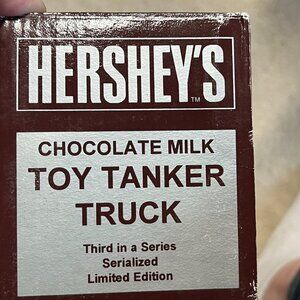 HERSHEY'S
TM
CHOCOLATE MILK
TOY TANKER
TRUCK
Third in a Series
Serialized
Limited Edition